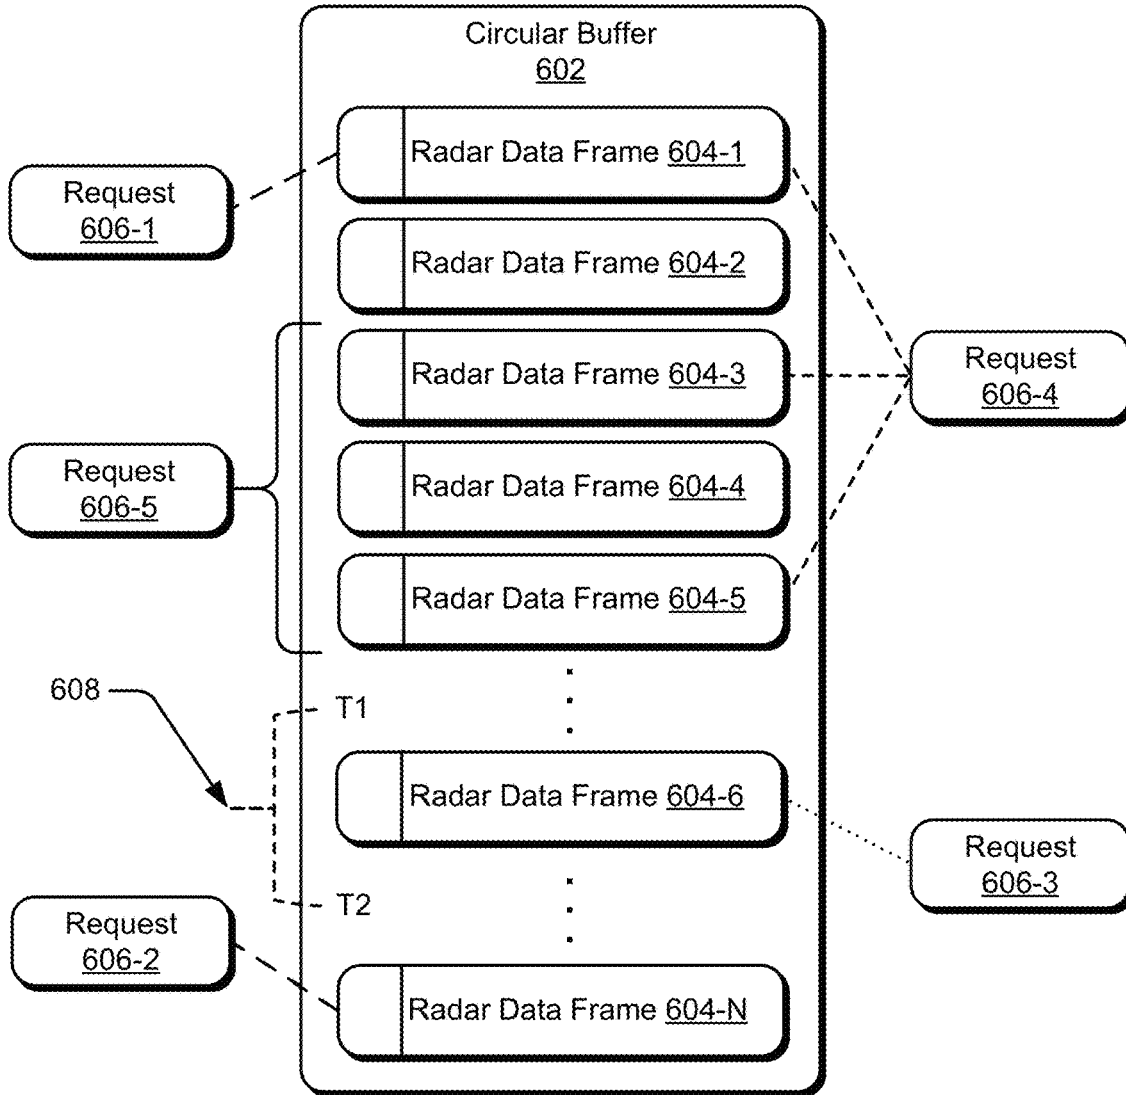 Circular Buffer
602
Radar Data Frame 604-1
Request
606-1
Radar Data Frame 604-2
Radar Data Frame 604-3
Request
606-4
Radar Data Frame 604-4
Request
606-5
Radar Data Frame 604-5
608
T1
Radar Data Frame 604-6
Request
606-3
T2
Request
606-2
Radar Data Frame 604-N